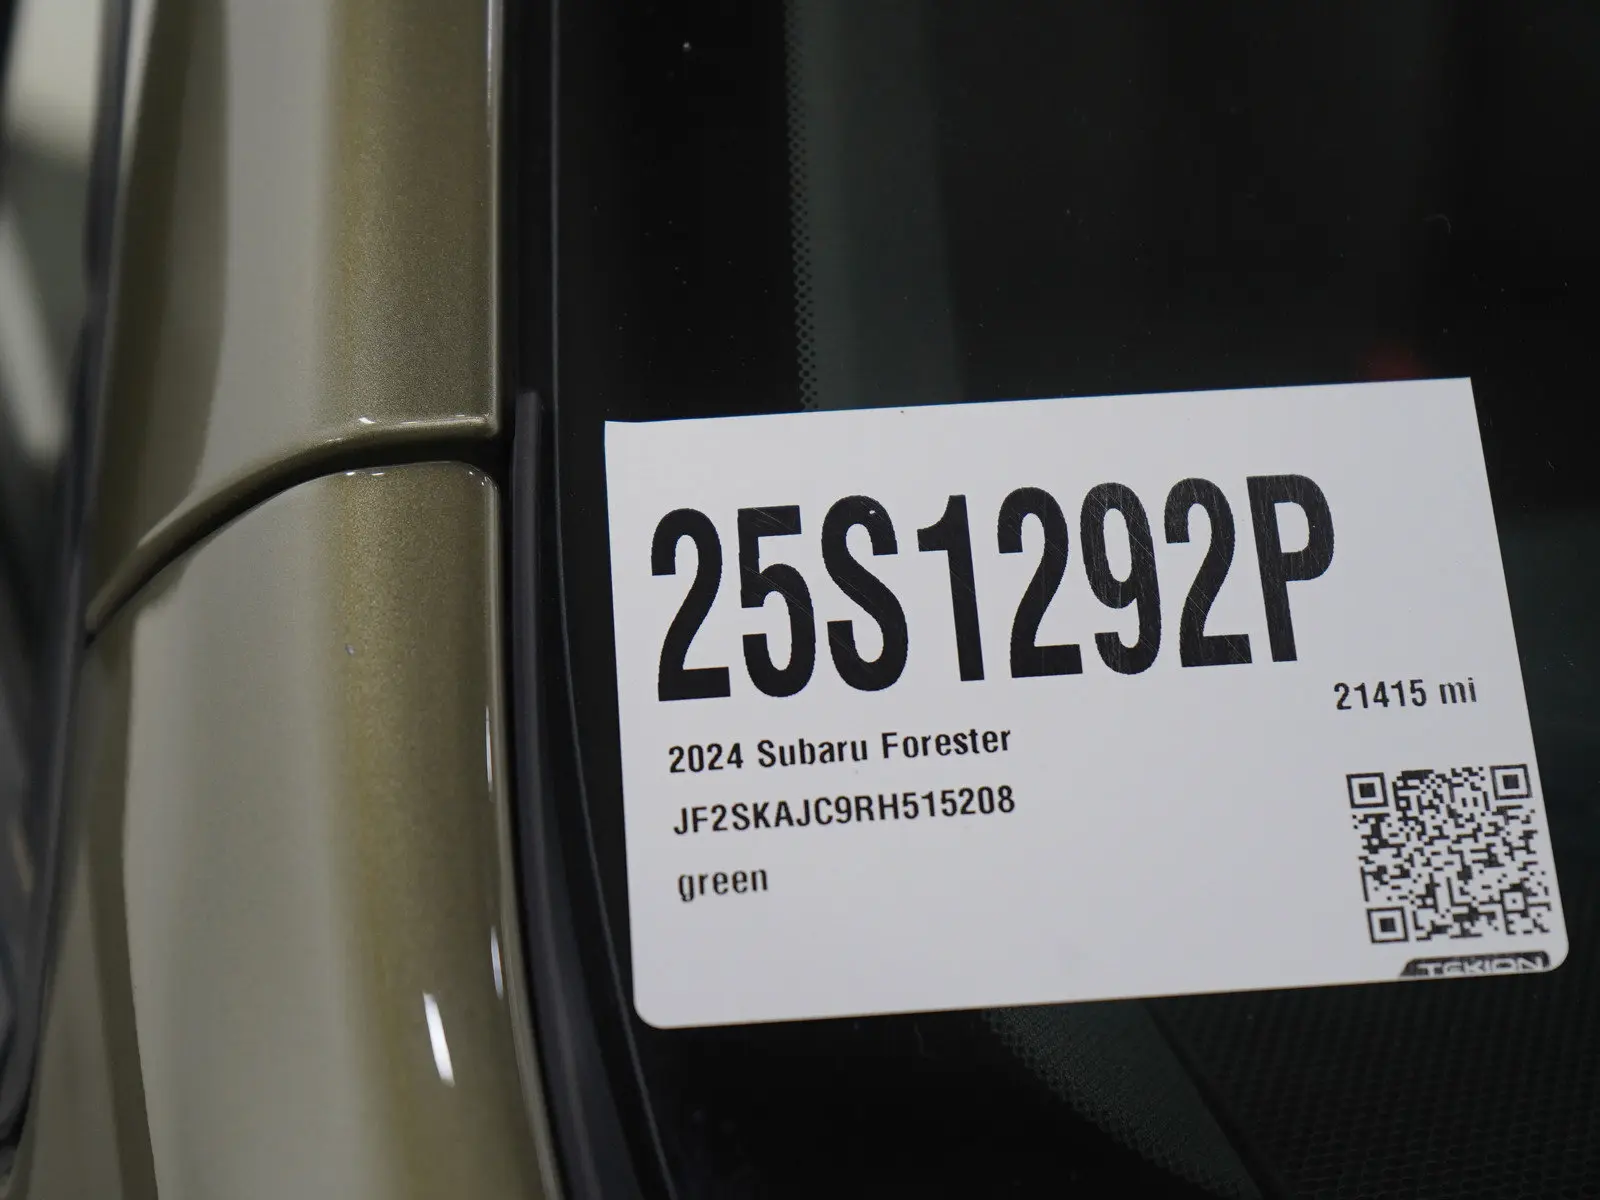 25S1292P
21415 mi
2024 Subaru Forester
JF2SKAJC9RH515208
green
TEKION